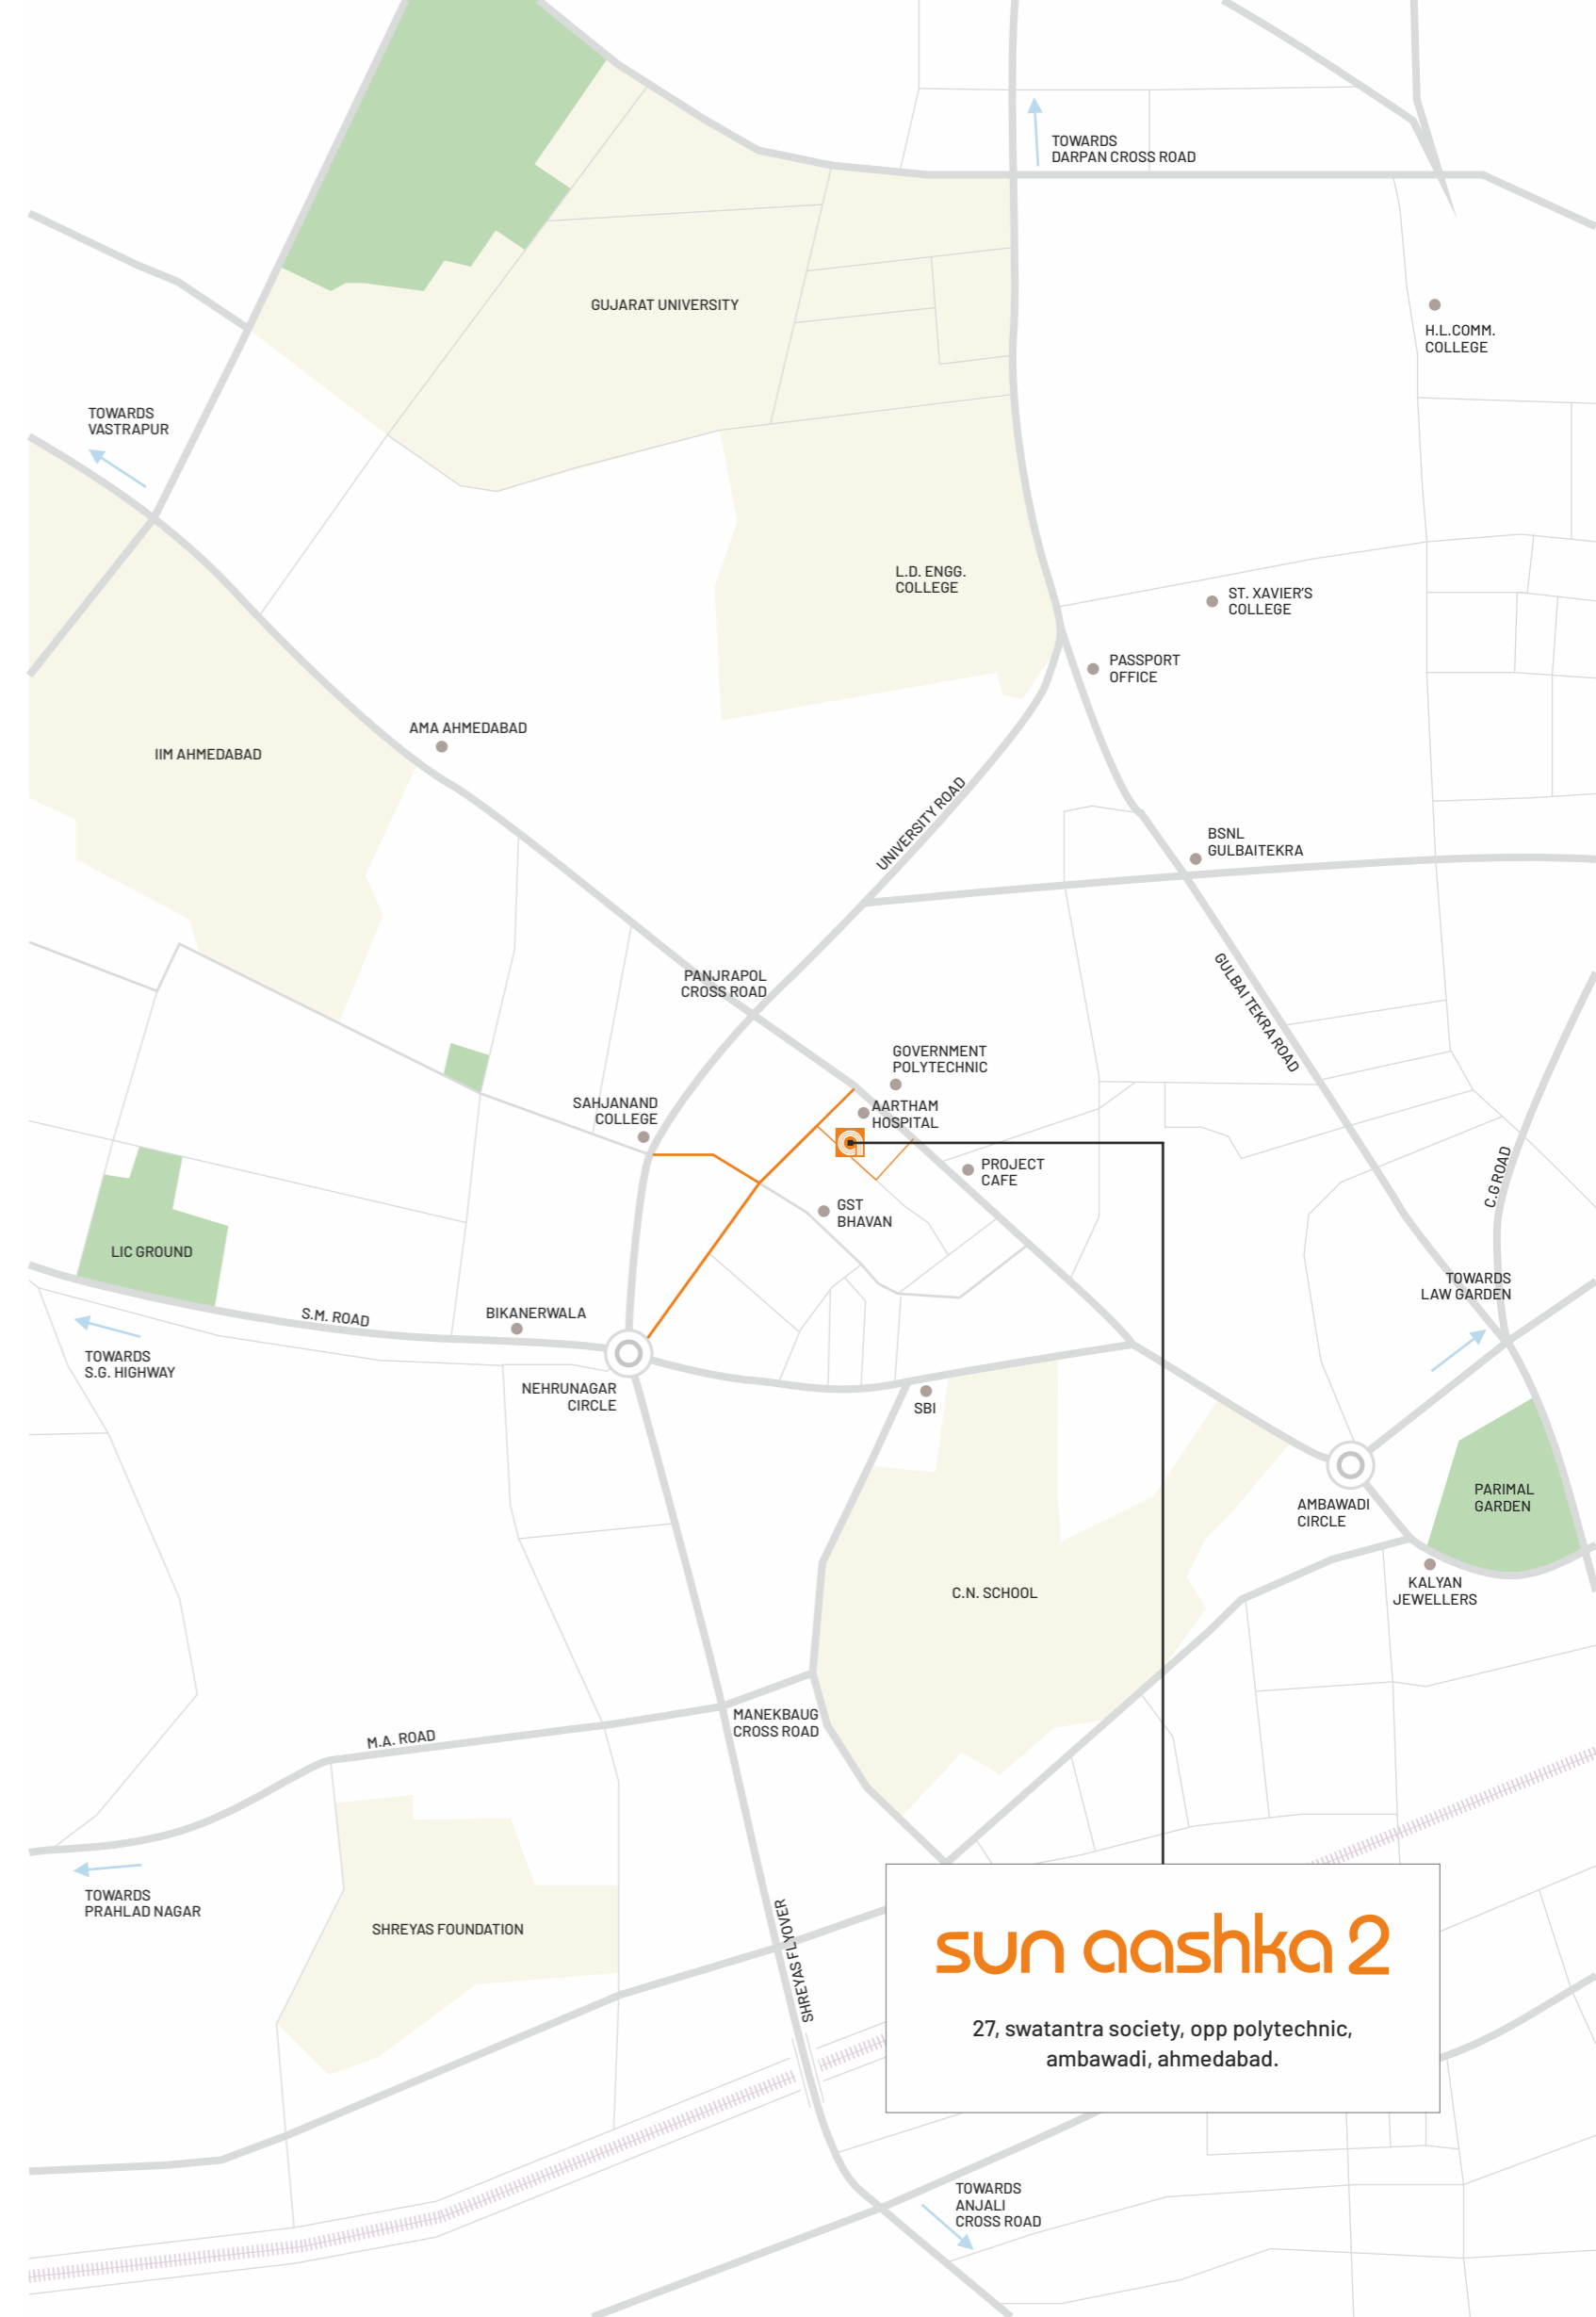 TOWARDS
DARPAN CROSS ROAD
GUJARAT UNIVERSITY
H.L.COMM.
COLLEGE
TOWARDS
VASTRAPUR
L.D. ENGG.
COLLEGE
ST. XAVIER'S
COLLEGE
PASSPORT
OFFICE
AMA AHMEDABAD
IIM AHMEDABAD
UNIVERSITY ROAD
BSNL
GULBAITEKRA
PANJRAPOL
CROSS ROAD
GULBAI TEKRA ROAD
GOVERNMENT
POLYTECHNIC
SAHJANAND
COLLEGE
AARTHAM
HOSPITAL
PROJECT
CAFE
C.G ROAD
GST
BHAVAN
LIC GROUND
TOWARDS
LAW GARDEN
S.M. ROAD
BIKANERWALA
TOWARDS
S.G. HIGHWAY
NEHRUNAGAR
CIRCLE
SBI
PARIMAL
GARDEN
AMBAWADI
CIRCLE
C.N. SCHOOL
KALYAN
JEWELLERS
MANEKBAUG
CROSS ROAD
M.A. ROAD
TOWARDS
PRAHLAD NAGAR
SHREYAS FOUNDATION
SHREYAS FLYOVER
sun aashka 2
27, swatantra society, opp polytechnic,
ambawadi, ahmedabad.
TOWARDS
ANJALI
CROSS ROAD